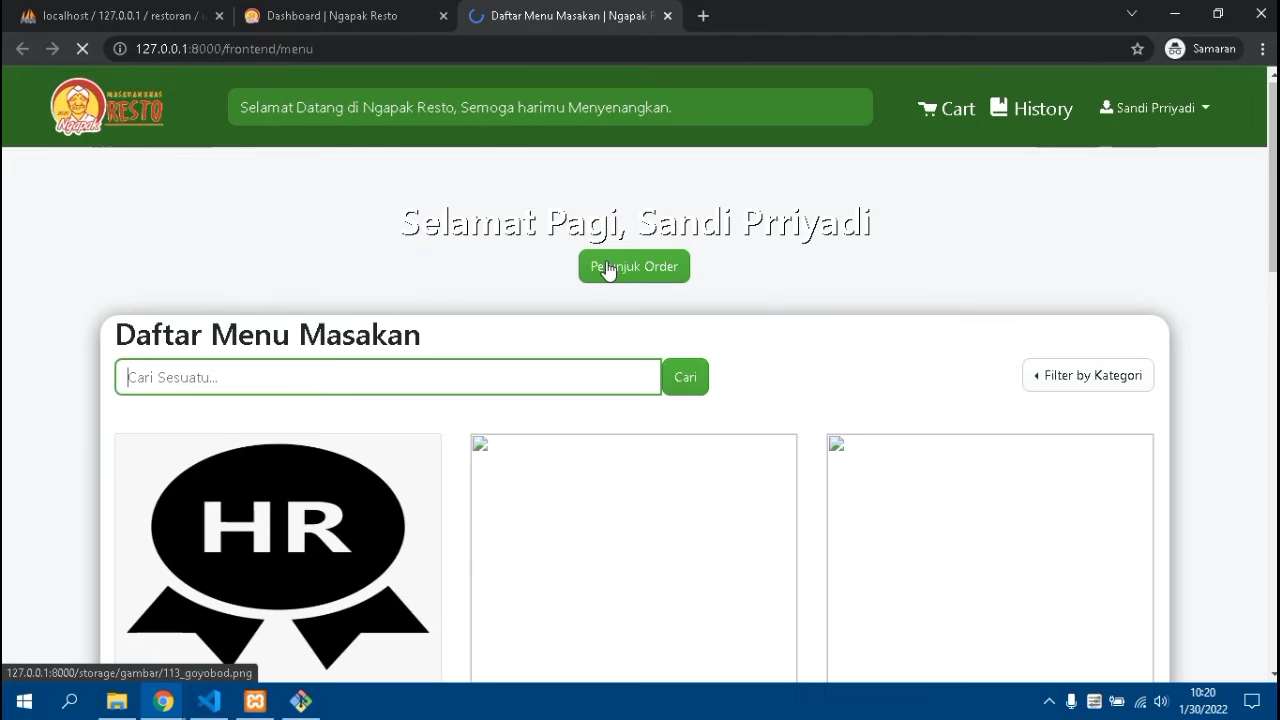 localhost / 127.0.0.1 / restoran / u
Dashboard | Ngapak Resto
Daftar Menu Masakan | Ngapak R
127.0.0.1:8000/frontend/menu
Samaran
RESTO
Ngapak
Selamat Datang di Ngapak Resto, Semoga harimu Menyenangkan.
Cart
History
Sandi Prriyadi
Selamat Pagi, Sandi Prriyadi
Petunjuk Order
Daftar Menu Masakan
Cari Sesuatu...
Cari
Filter by Kategori
HR
127.0.0.1:8000/storage/gambar/113_goyobod.png
10:20
1/30/2022